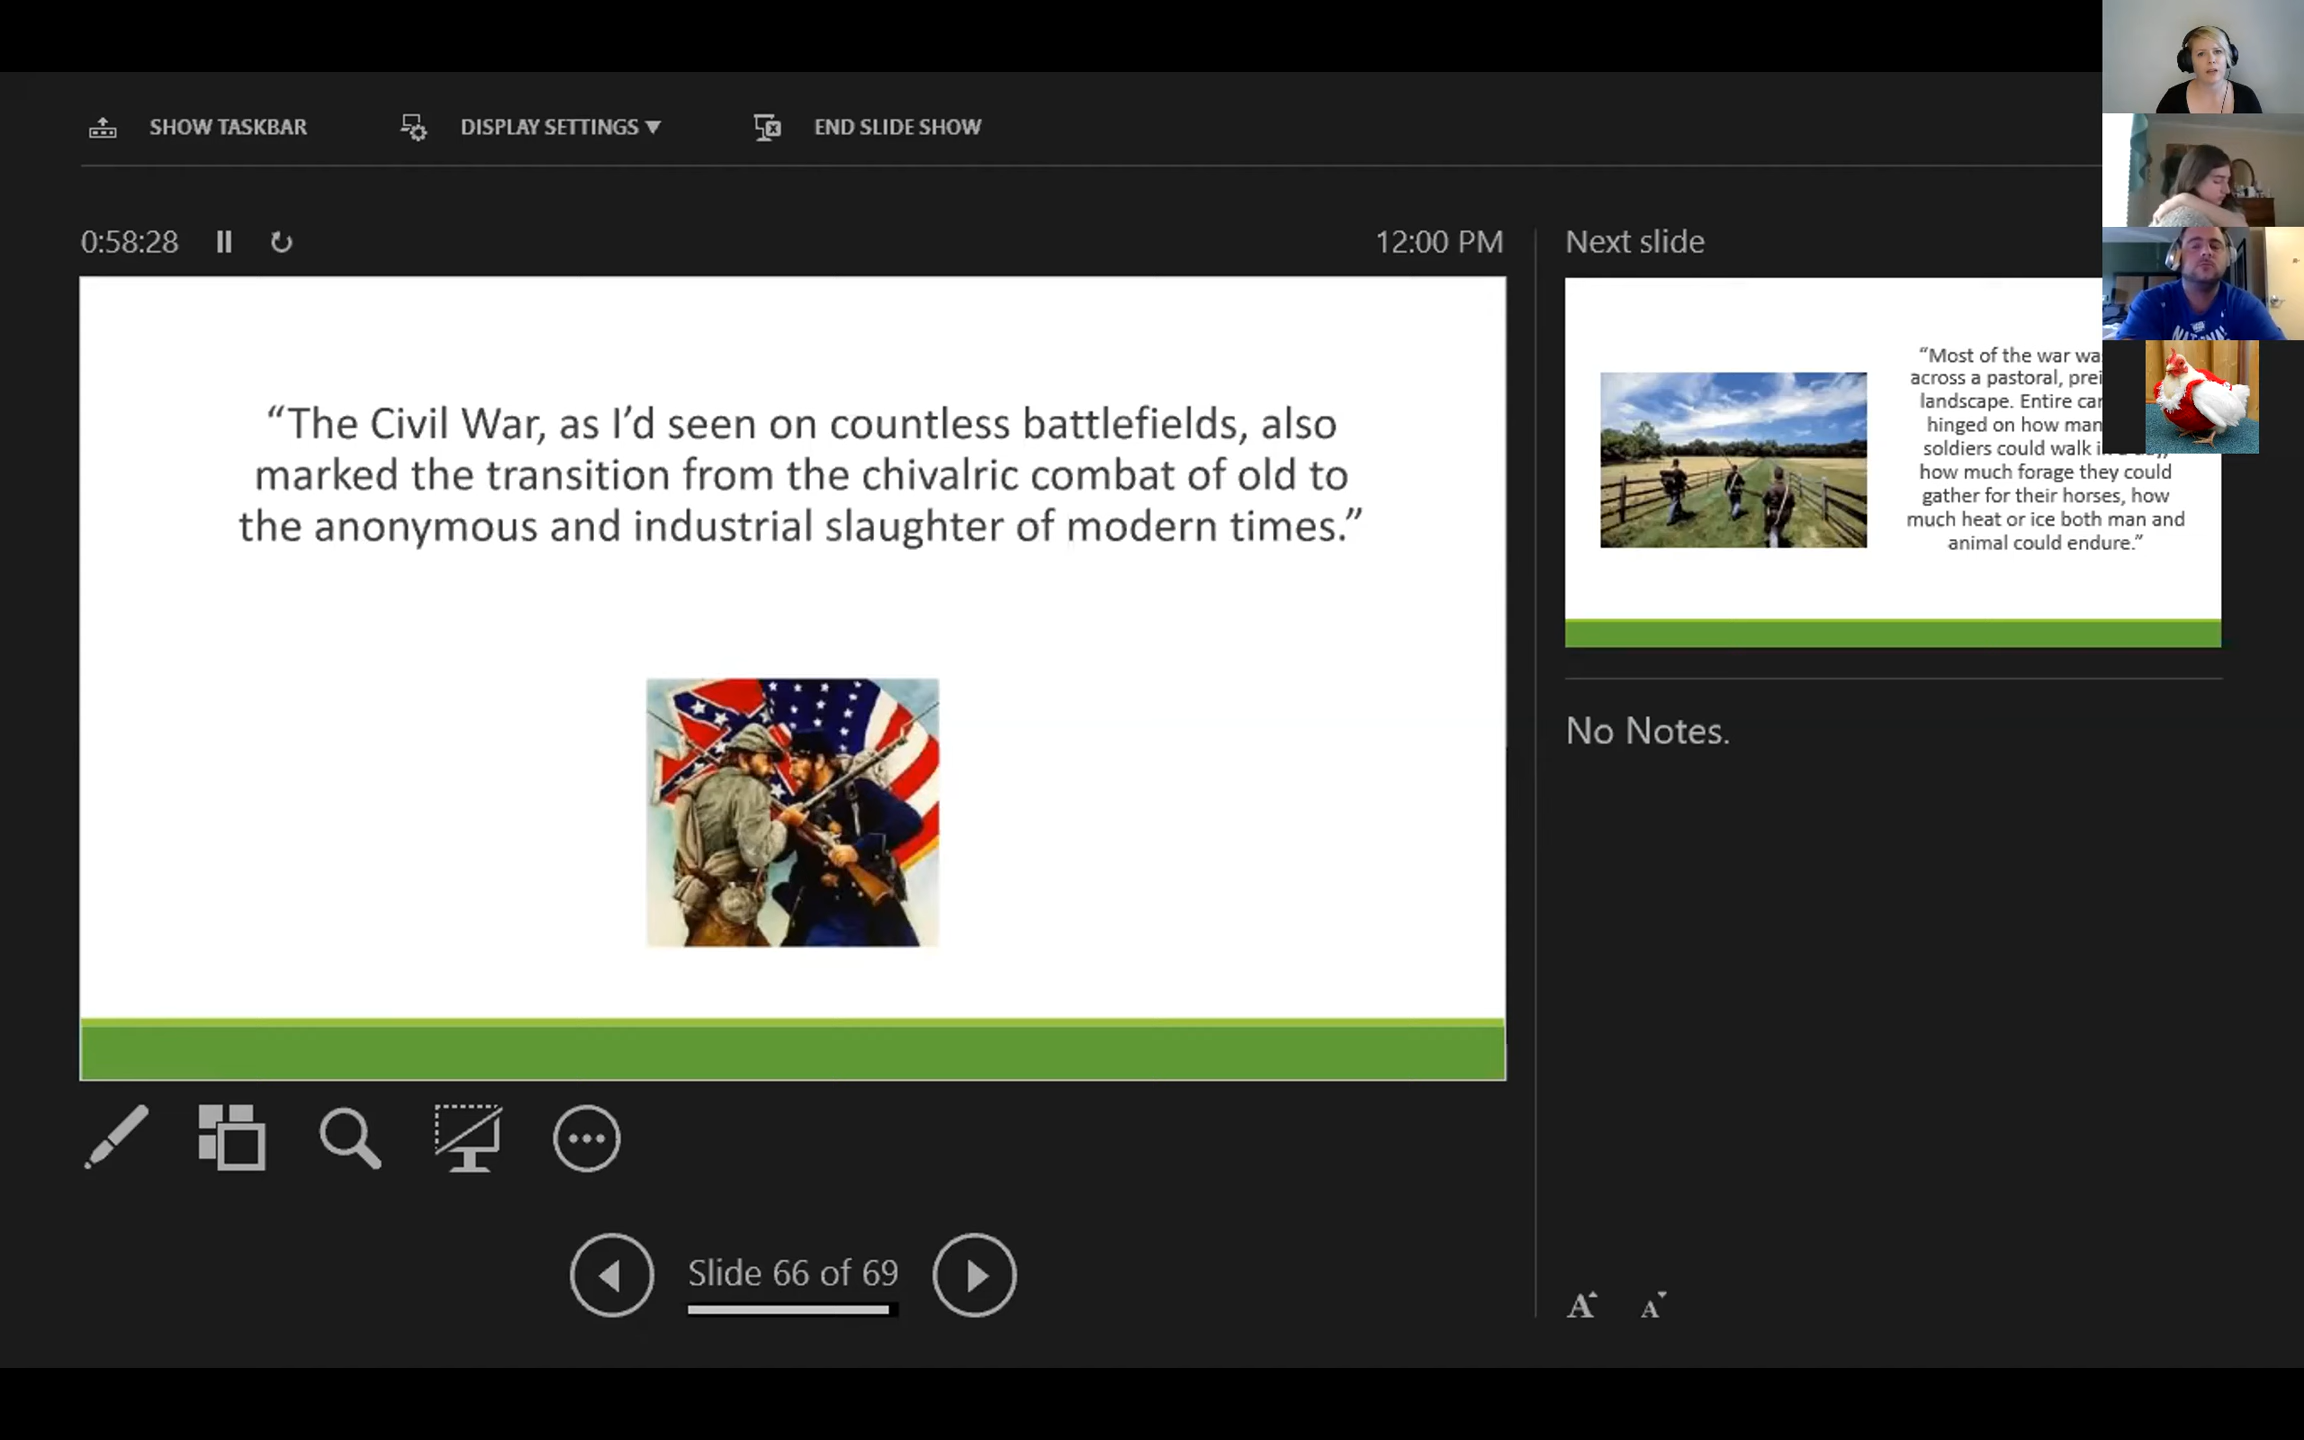 SHOW TASKBAR
DISPLAY SETTINGS ▼
END SLIDE SHOW
0:58:28
12:00 PM
“The Civil War, as I’d seen on countless battlefields, also
marked the transition from the chivalric combat of old to
the anonymous and industrial slaughter of modern times.”
Slide 66 of 69
Next slide
“Most of the war
across a pastoral,
landscape. Entire
hinged on how
soldiers could walk
how much forage they could
gather for their horses, how
much heat or ice both man and
animal could endure.”
No Notes.
A A